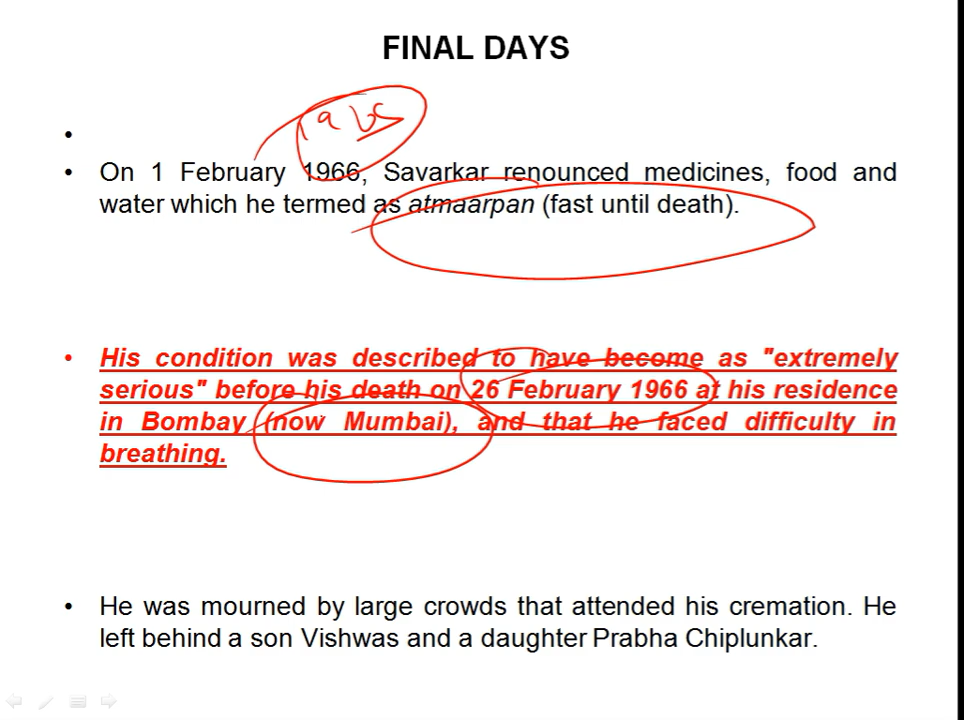 FINAL DAYS
•
• On 1 February 1966, Savarkar renounced medicines, food and
water which he termed as atmaarpan (fast until death).
• His condition was described to have become as "extremely
serious" before his death on 26 February 1966 at his residence
in Bombay (now Mumbai), and that he faced difficulty in
breathing.
• He was mourned by large crowds that attended his cremation. He
left behind a son Vishwas and a daughter Prabha Chiplunkar.